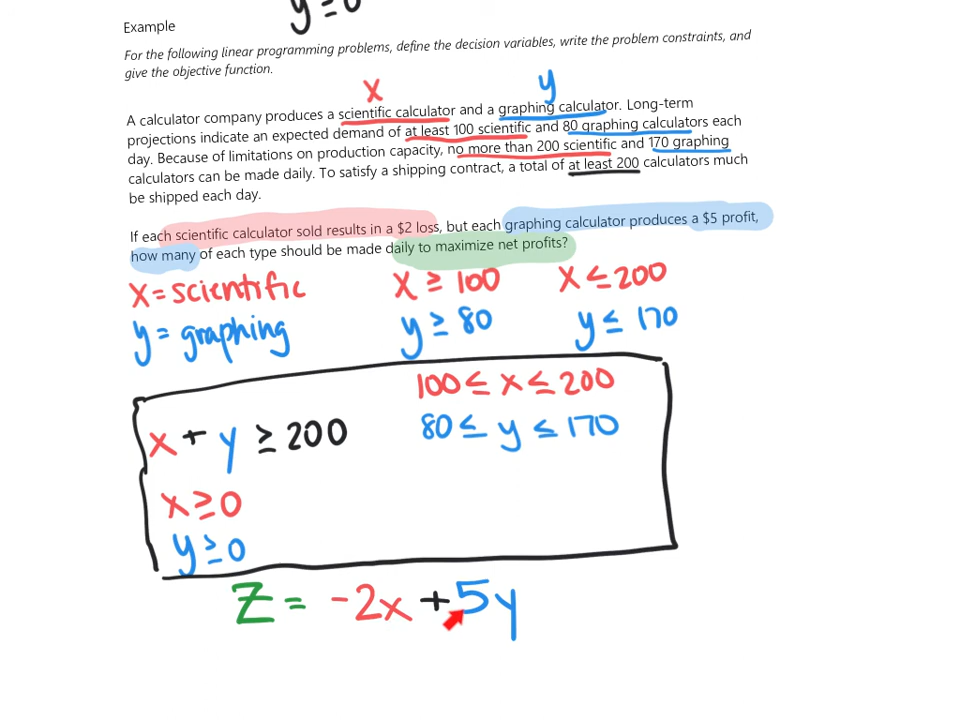 y ≥ 0
Example
For the following linear programming problems, define the decision variables, write the problem constraints, and
give the objective function.
x y
A calculator company produces a scientific calculator and a graphing calculator. Long-term
projections indicate an expected demand of at least 100 scientific and 80 graphing calculators each
day. Because of limitations on production capacity, no more than 200 scientific and 170 graphing
calculators can be made daily. To satisfy a shipping contract, a total of at least 200 calculators much
be shipped each day.
If each scientific calculator sold results in a $2 loss, but each graphing calculator produces a $5 profit,
how many of each type should be made daily to maximize net profits?
x = scientific x ≥ 100 x ≤ 200
y = graphing y ≥ 80 y ≤ 170
100 ≤ x ≤ 200
x + y ≥ 200 80 ≤ y ≤ 170
x ≥ 0
y ≥ 0
Z = -2x + 5y